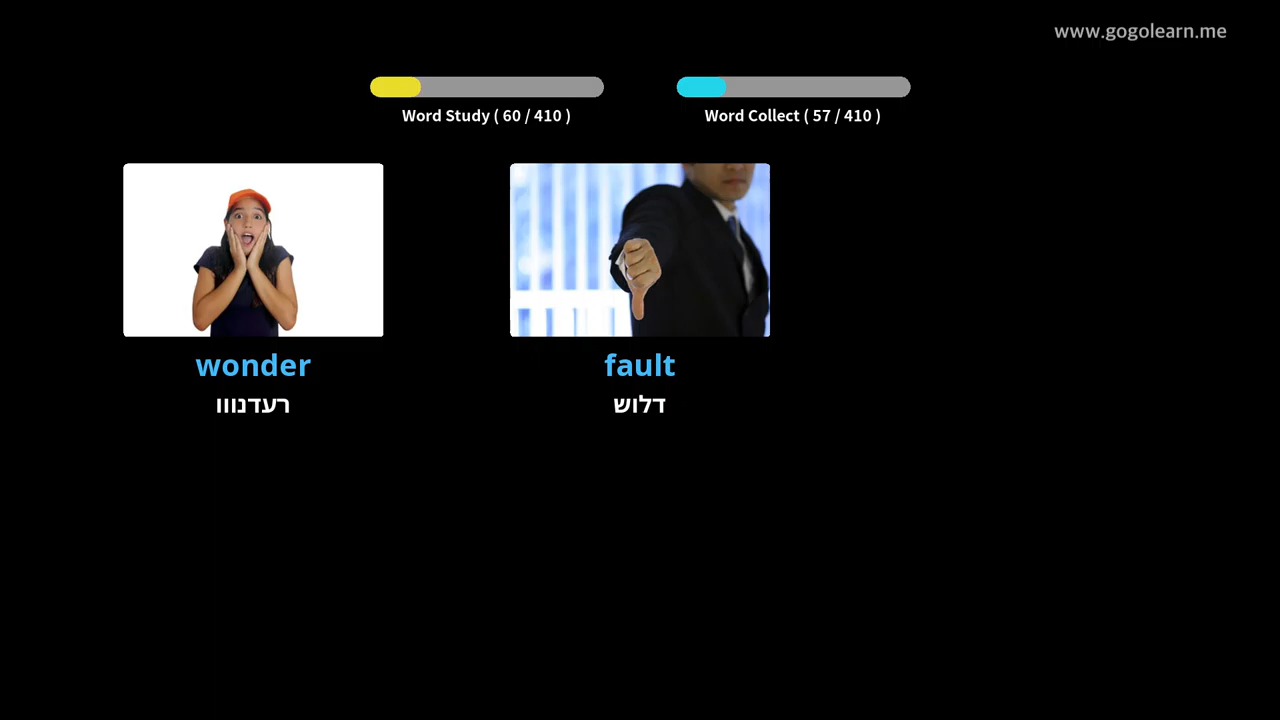 www.gogolearn.me
Word Study ( 60 / 410 )
Word Collect ( 57 / 410 )
wonder
רעדנווו
fault
דלוש